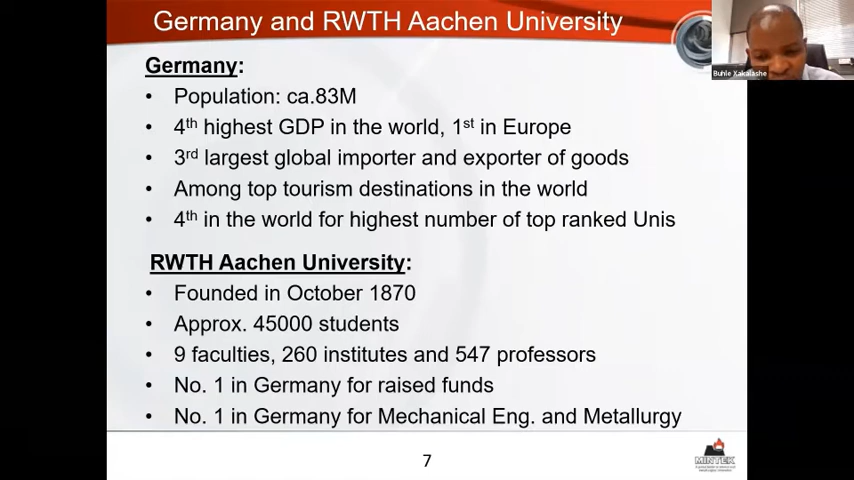 Germany and RWTH Aachen University
Buhle Xakalashe
Germany:
• Population: ca.83M
• 4th highest GDP in the world, 1st in Europe
• 3rd largest global importer and exporter of goods
• Among top tourism destinations in the world
• 4th in the world for highest number of top ranked Unis
RWTH Aachen University:
• Founded in October 1870
• Approx. 45000 students
• 9 faculties, 260 institutes and 547 professors
• No. 1 in Germany for raised funds
• No. 1 in Germany for Mechanical Eng. and Metallurgy
7
MINTEK